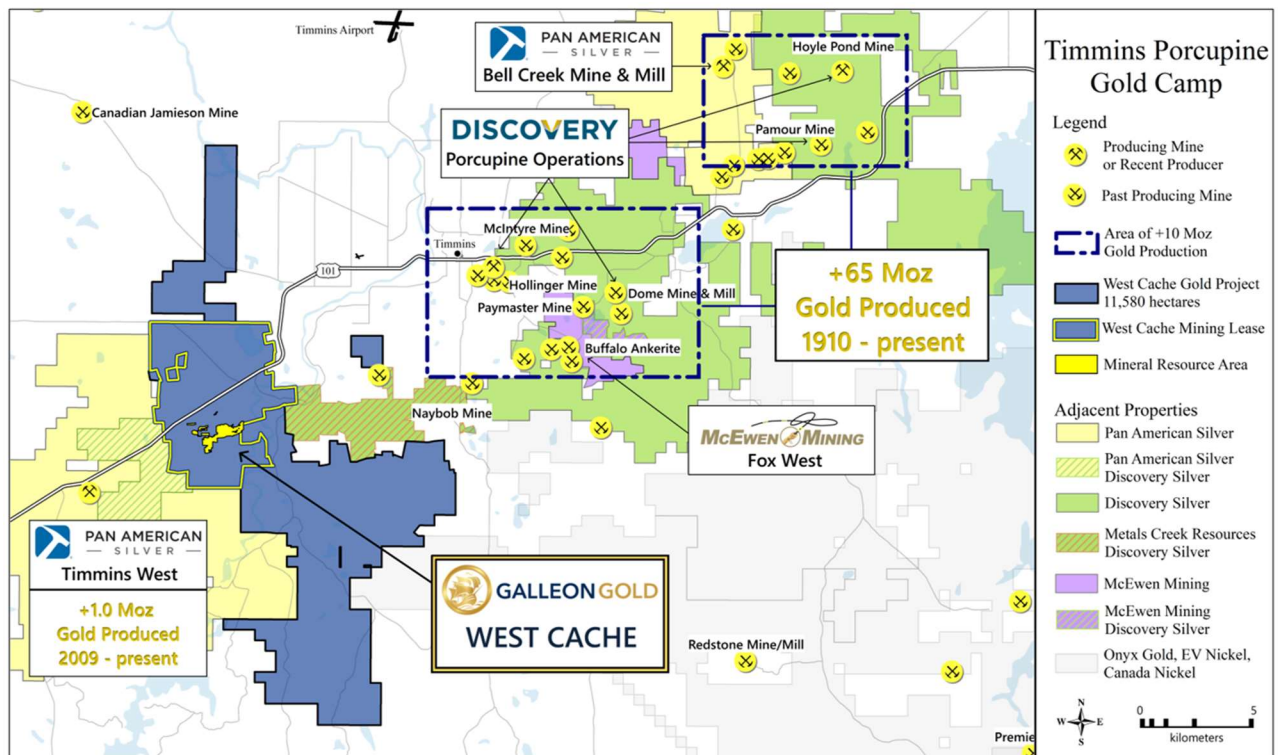 Timmins Airport
PAN AMERICAN
— SILVER —
Bell Creek Mine & Mill
Hoyle Pond Mine
Canadian Jamieson Mine
DISCOVERY
Porcupine Operations
Pamour Mine
McIntyre Mine
Timmins
101
Hollinger Mine
Dome Mine & Mill
Paymaster Mine
Buffalo Ankerite
+65 Moz
Gold Produced
1910 - present
Naybob Mine
MCEWEN MINING
Fox West
PAN AMERICAN
— SILVER —
Timmins West
+1.0 Moz
Gold Produced
2009 - present
GALLEON GOLD
WEST CACHE
Redstone Mine/Mill
Premie
Timmins Porcupine
Gold Camp
Legend
Producing Mine
or Recent Producer
Past Producing Mine
Area of +10 Moz
Gold Production
West Cache Gold Project
11,580 hectares
West Cache Mining Lease
Mineral Resource Area
Adjacent Properties
Pan American Silver
Pan American Silver
Discovery Silver
Discovery Silver
Metals Creek Resources
Discovery Silver
McEwen Mining
McEwen Mining
Discovery Silver
Onyx Gold, EV Nickel,
Canada Nickel
N
W E
S
0 5
kilometers